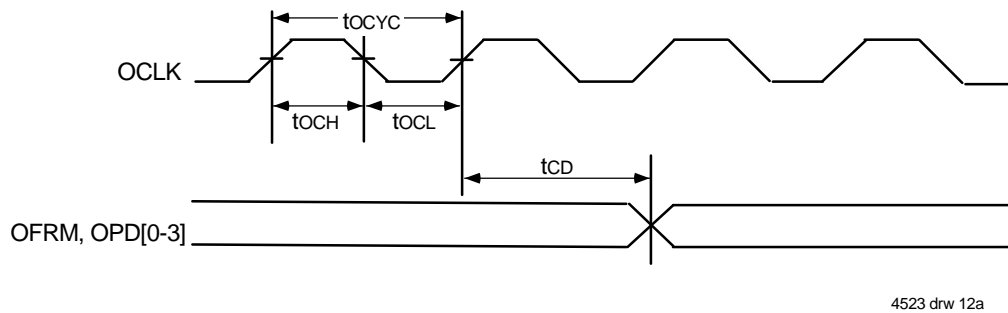 tOCYC
OCLK
tOCH
tOCL
tCD
OFRM, OPD[0-3]
4523 drw 12a